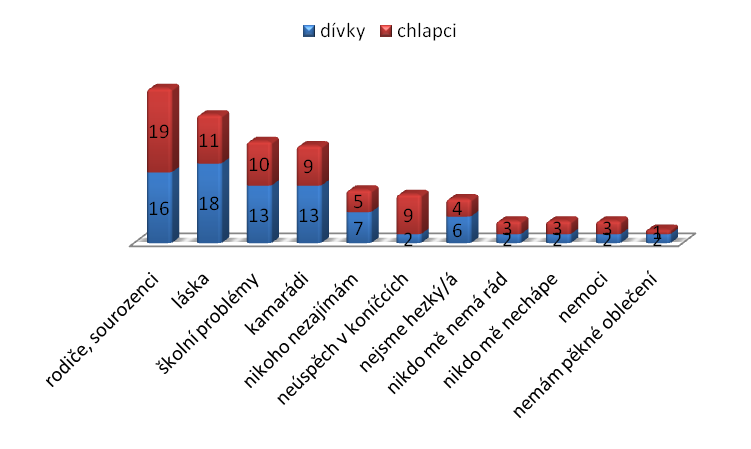 dívky chlapci
19 11 10 9 5 9 4 3 3 3 1
16 18 13 13 7 2 6 2 2 2 2
rodiče, sourozenci
láska
školní problémy
kamarádi
nikoho nezajímám
neúspěch v koníčcích
nejsme hezký/á
nikdo mě nemá rád
nikdo mě nechápe
nemoci
nemám pěkné oblečení